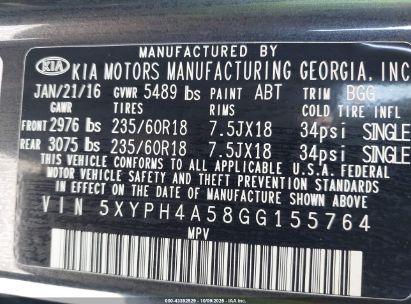 MANUFACTURED BY
KIA KIA MOTORS MANUFACTURING GEORGIA, INC
JAN/21/16 GVWR 5489 lbs PAINT ABT TRIM BGG
GAWR TIRES RIMS COLD TIRE INFL
FRONT 2976 lbs 235/60R18 7.5JX18 34psi SINGLE
REAR 3075 lbs 235/60R18 7.5JX18 34psi SINGLE
THIS VEHICLE CONFORMS TO ALL APPLICABLE U.S.A. FEDERAL
MOTOR VEHICLE SAFETY AND THEFT PREVENTION STANDARDS
IN EFFECT ON THE DATE OF MANUFACTURE SHOWN ABOVE.
VIN 5XYPH4A58GG155764
MPV